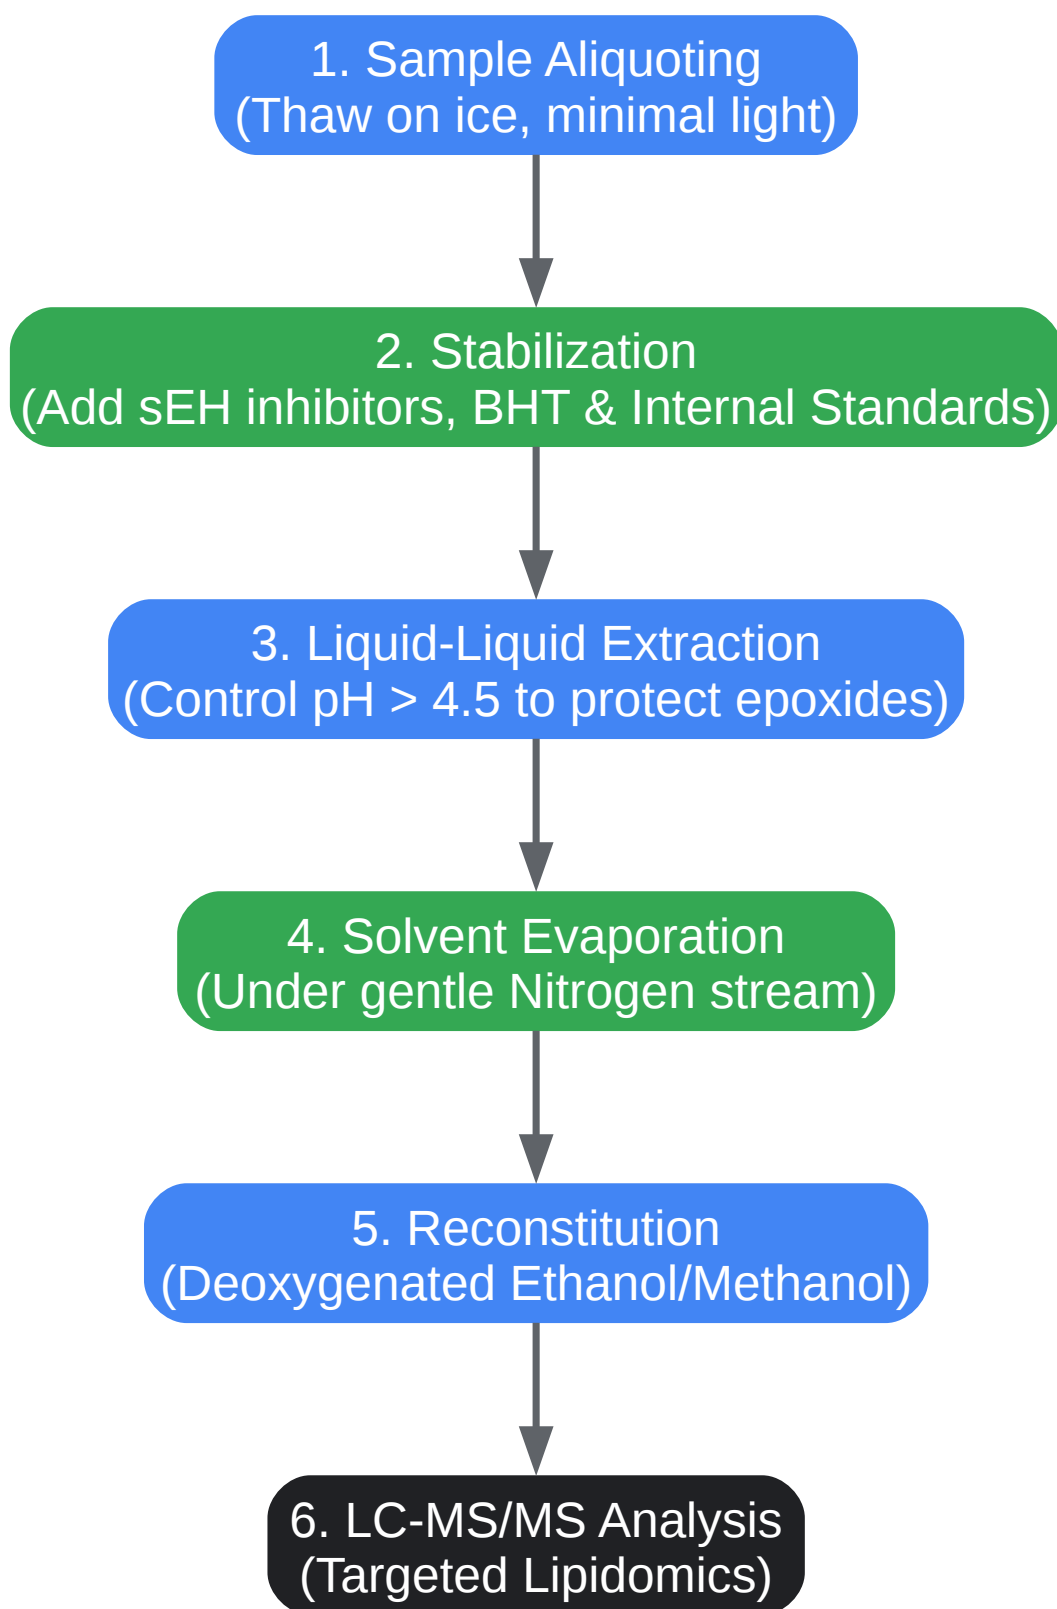 1. Sample Aliquoting
(Thaw on ice, minimal light)
2. Stabilization
(Add sEH inhibitors, BHT & Internal Standards)
3. Liquid-Liquid Extraction
(Control pH > 4.5 to protect epoxides)
4. Solvent Evaporation
(Under gentle Nitrogen stream)
5. Reconstitution
(Deoxygenated Ethanol/Methanol)
6. LC-MS/MS Analysis
(Targeted Lipidomics)